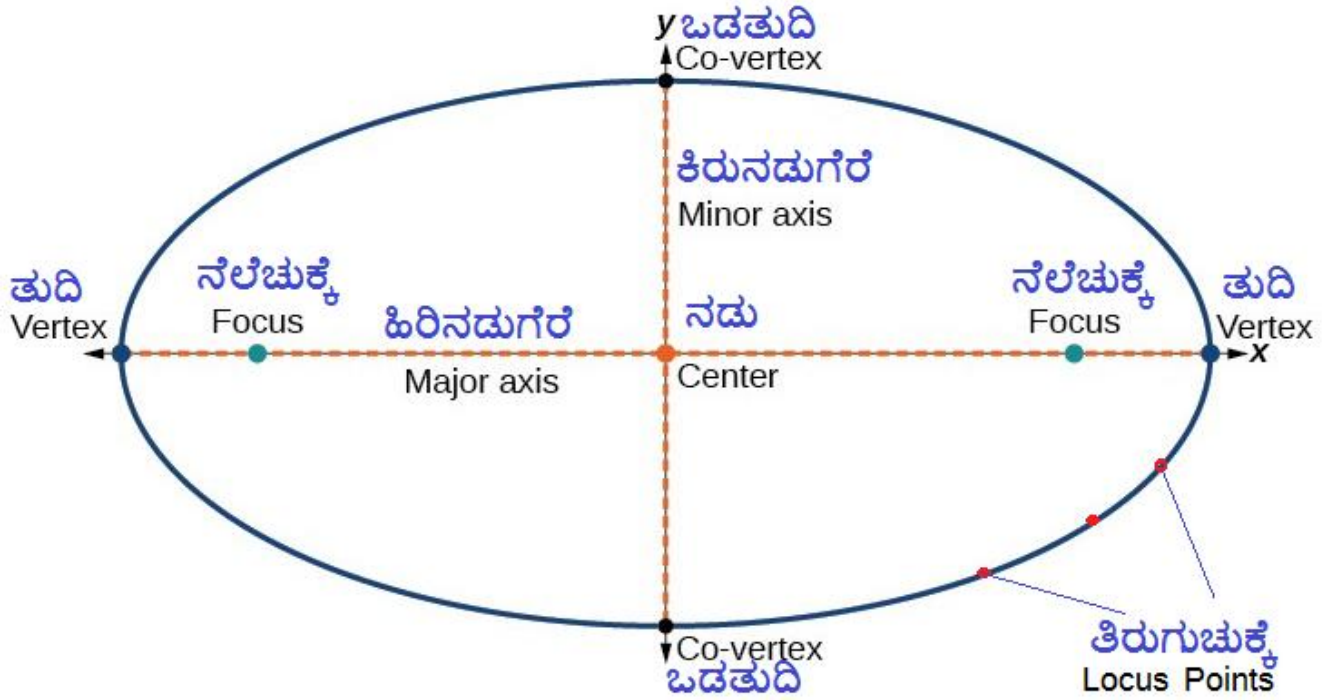 y ಒಡತುದಿ
Co-vertex
ಕಿರುನಡುಗೆರೆ
Minor axis
ತುದಿ
Vertex
ನೆಲೆಚುಕ್ಕೆ
Focus
ಹಿರಿನಡುಗೆರೆ
Major axis
ನಡು
Center
ನೆಲೆಚುಕ್ಕೆ
Focus
ತುದಿ
Vertex
x
Co-vertex
ಒಡತುದಿ
ತಿರುಗುಚುಕ್ಕೆ
Locus Points